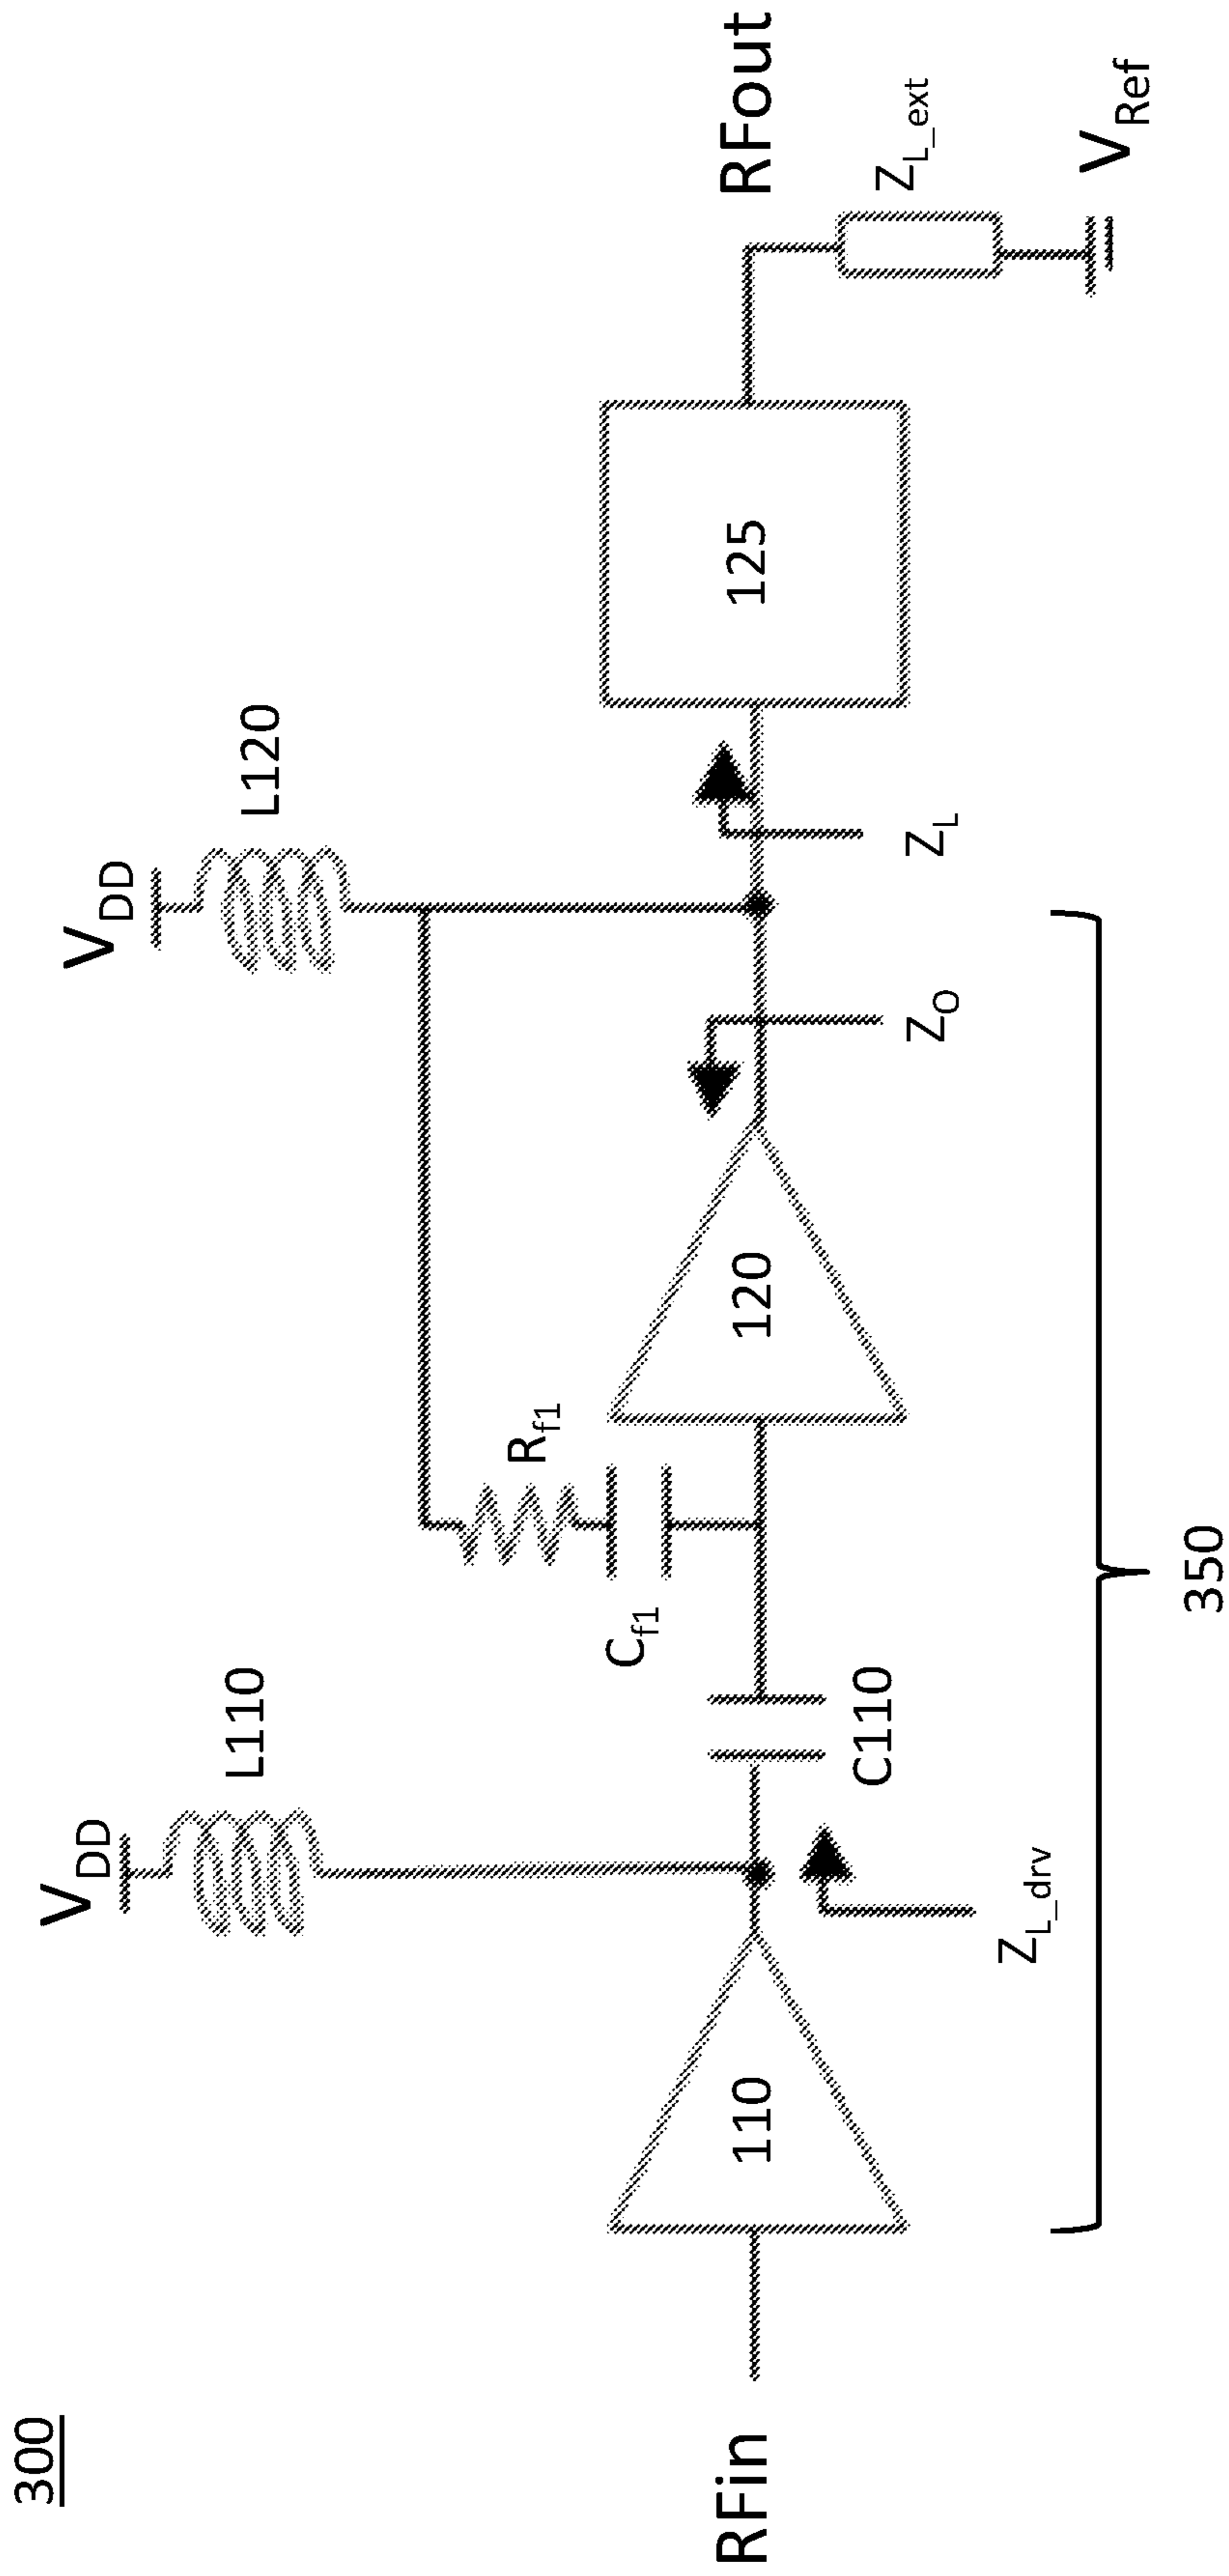 300
V_DD
L110
V_DD
L120
R_f1
C_f1
RFin
110
C110
120
125
RFout
Z_L_drv
Z_O
Z_L
Z_L_ext
V_Ref
350